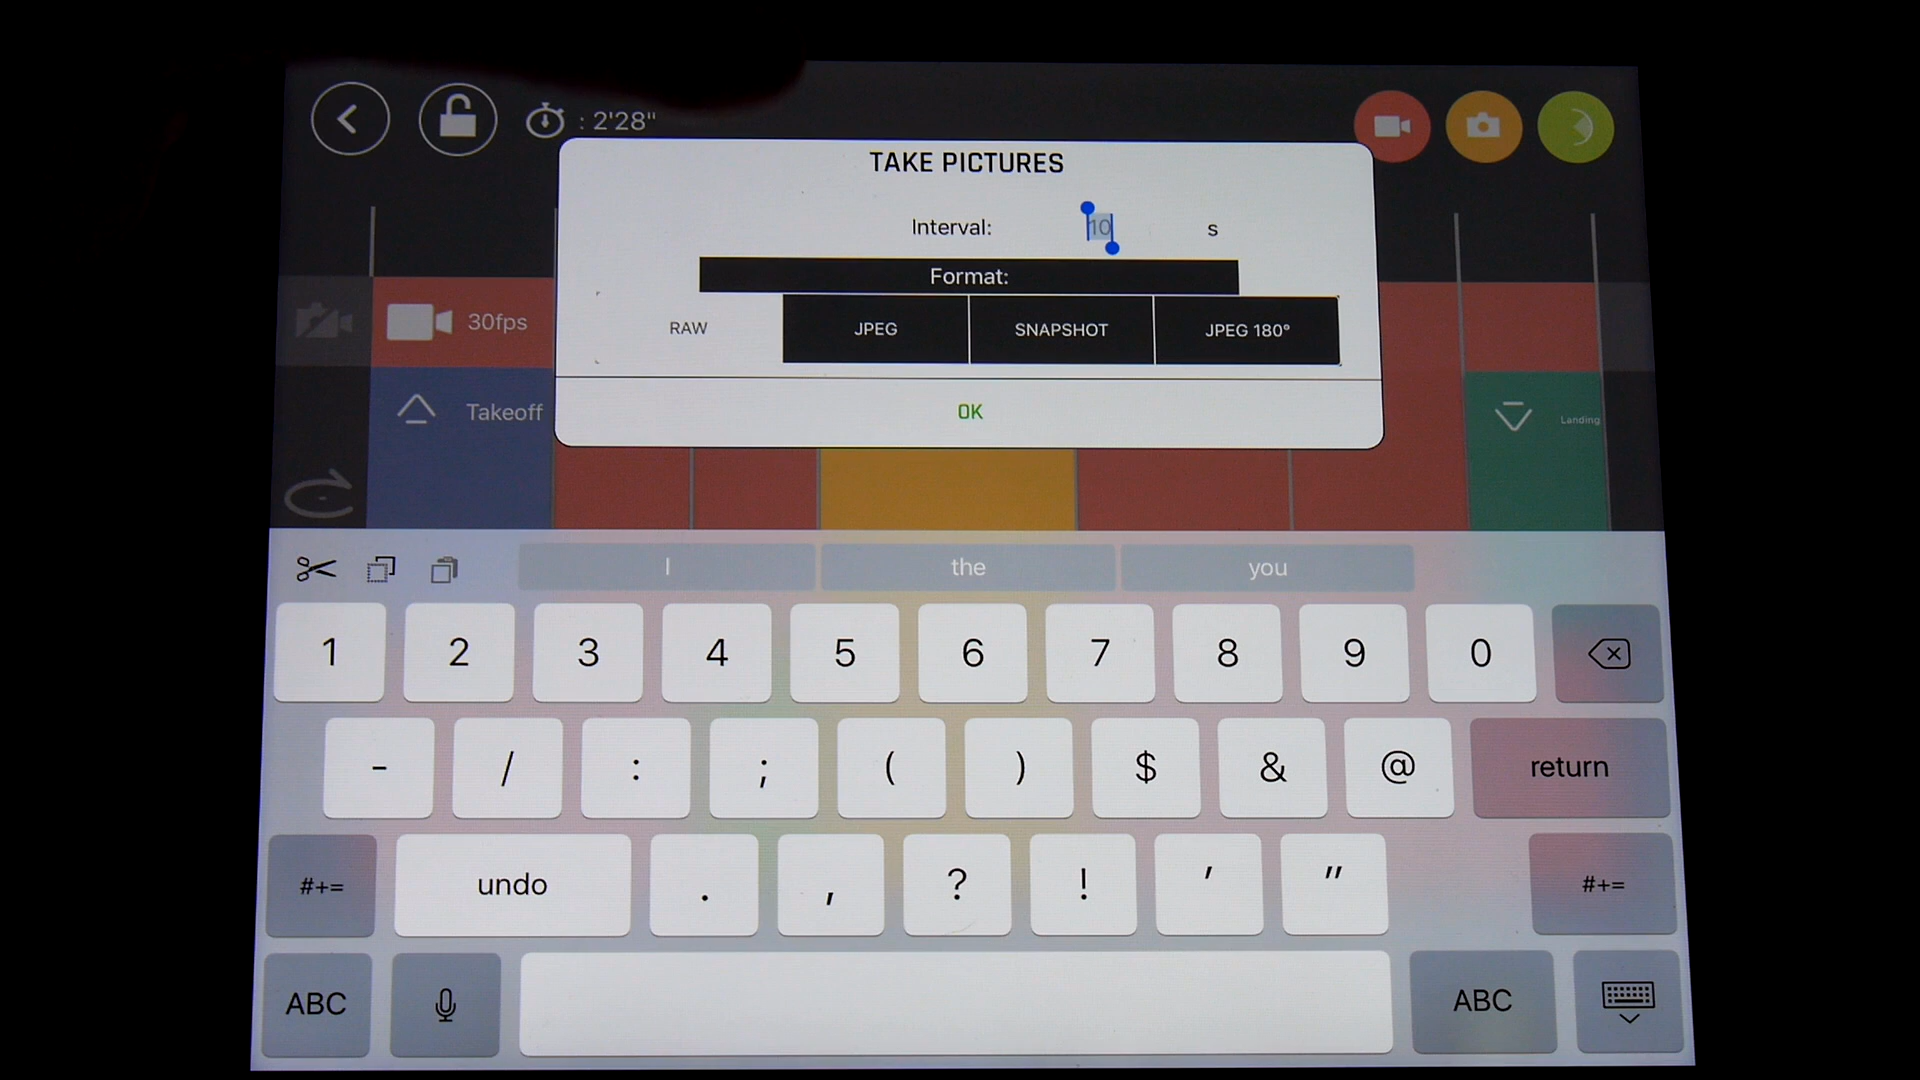 : 2'28"
TAKE PICTURES
Interval: 10 s
Format:
RAW JPEG SNAPSHOT JPEG 180°
30fps
OK
Takeoff
Landing
I the you
1 2 3 4 5 6 7 8 9 0
- / : ; ( ) $ & @ return
#+= undo . , ? ! ' " #+=
ABC ABC